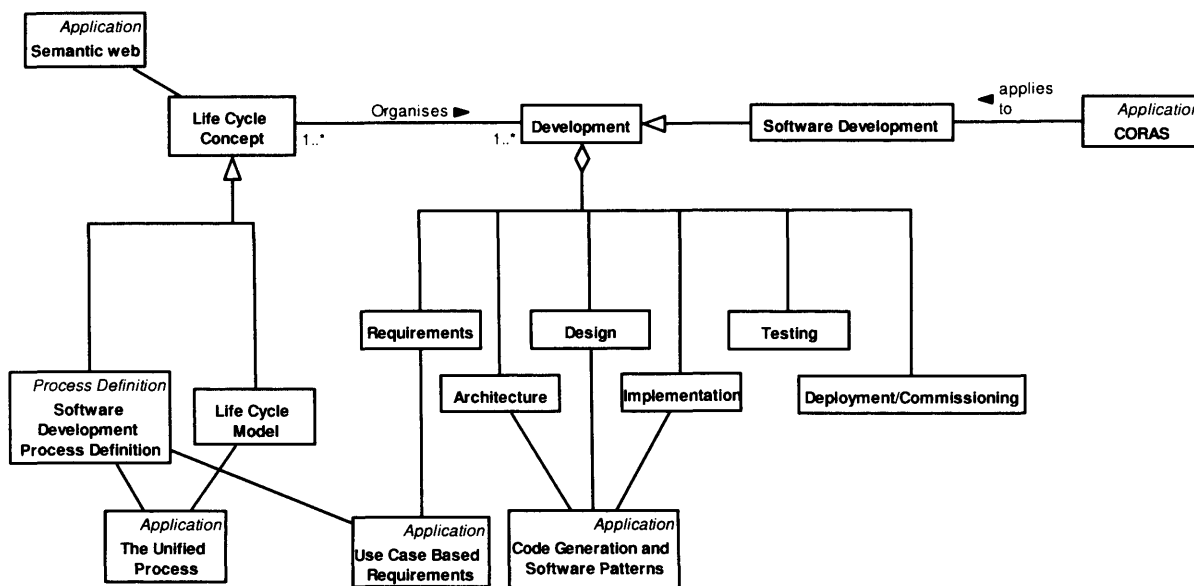 Application
Semantic web
Life Cycle
Concept
1..*
Organises ►
1..*
Development
Software Development
◄ applies
to
Application
CORAS
Requirements
Design
Testing
Process Definition
Software
Development
Process Definition
Life Cycle
Model
Architecture
Implementation
Deployment/Commissioning
Application
The Unified
Process
Application
Use Case Based
Requirements
Application
Code Generation and
Software Patterns